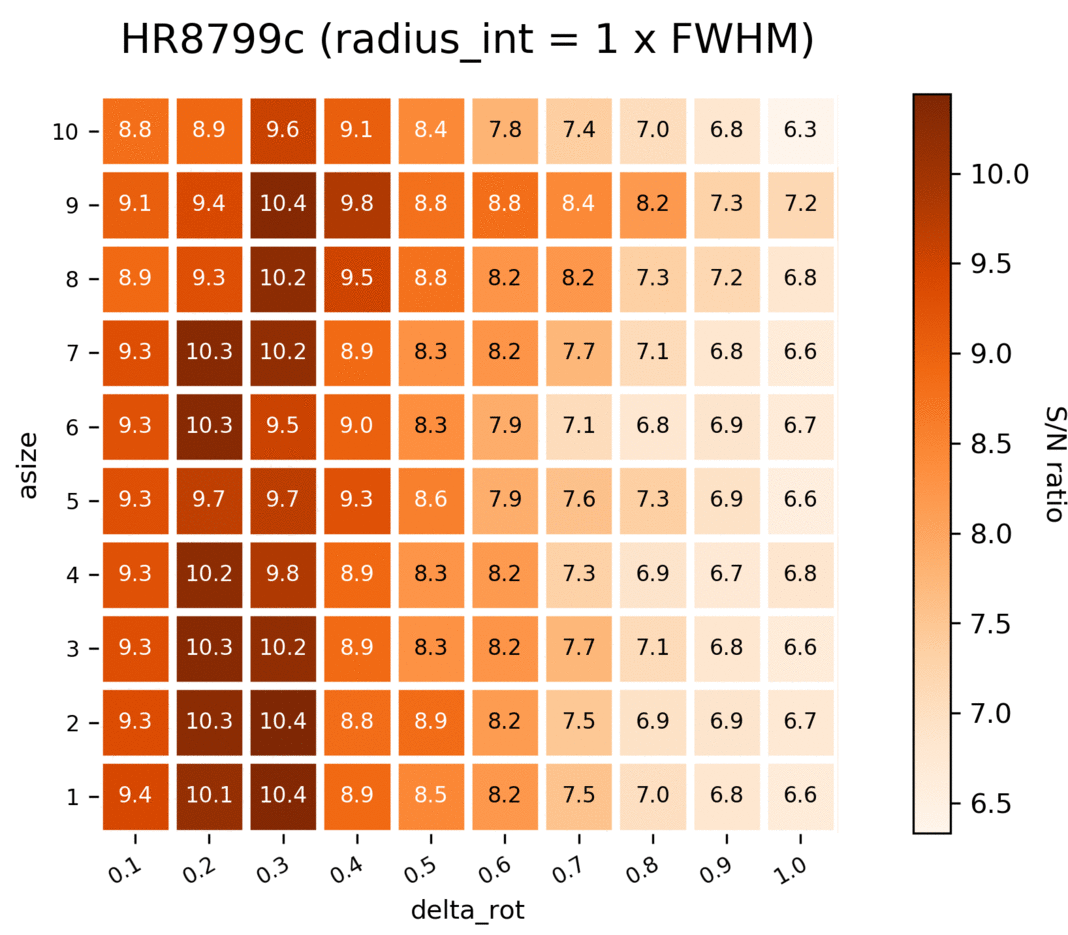 HR8799c (radius_int = 1 x FWHM)
10 8.8 8.9 9.6 9.1 8.4 7.8 7.4 7.0 6.8 6.3
9 9.1 9.4 10.4 9.8 8.8 8.8 8.4 8.2 7.3 7.2
8 8.9 9.3 10.2 9.5 8.8 8.2 8.2 7.3 7.2 6.8
7 9.3 10.3 10.2 8.9 8.3 8.2 7.7 7.1 6.8 6.6
6 9.3 10.3 9.5 9.0 8.3 7.9 7.1 6.8 6.9 6.7
5 9.3 9.7 9.7 9.3 8.6 7.9 7.6 7.3 6.9 6.6
4 9.3 10.2 9.8 8.9 8.3 8.2 7.3 6.9 6.7 6.8
3 9.3 10.3 10.2 8.9 8.3 8.2 7.7 7.1 6.8 6.6
2 9.3 10.3 10.4 8.8 8.9 8.2 7.5 6.9 6.9 6.7
1 9.4 10.1 10.4 8.9 8.5 8.2 7.5 7.0 6.8 6.6
0.1 0.2 0.3 0.4 0.5 0.6 0.7 0.8 0.9 1.0
delta_rot
asize
10.0
9.5
9.0
8.5
8.0
7.5
7.0
6.5
S/N ratio